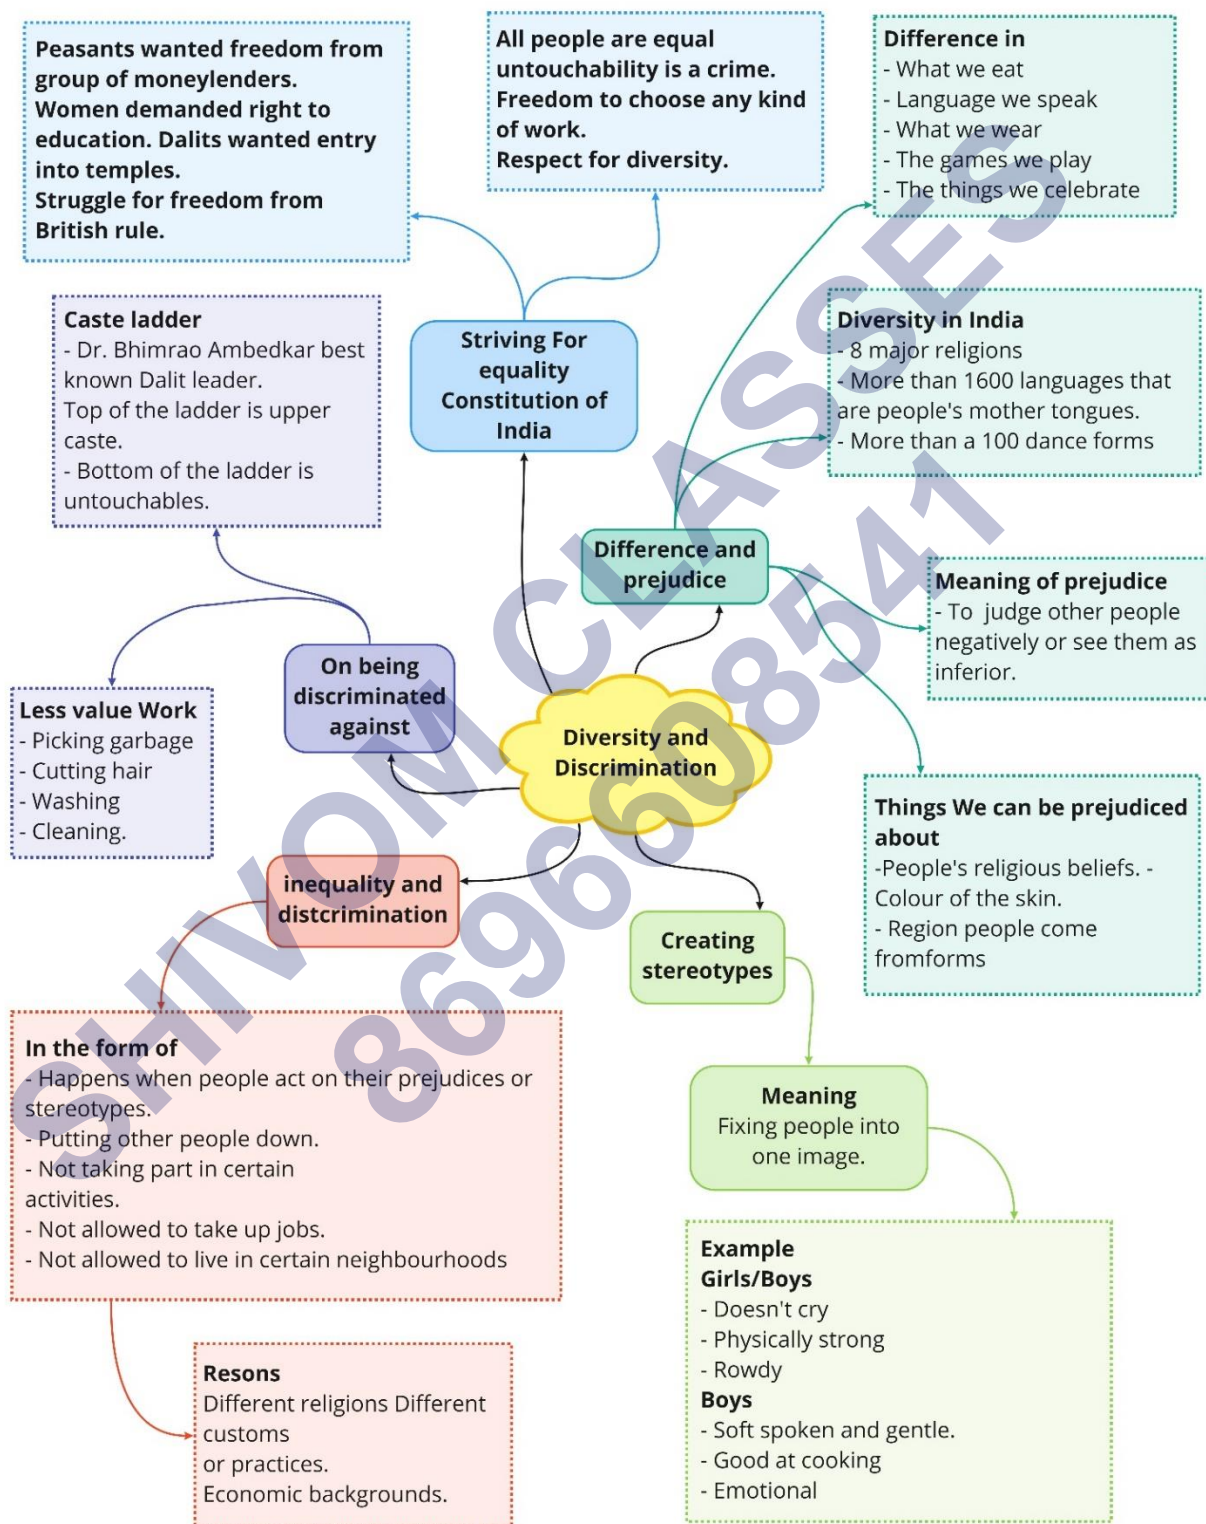 Peasants wanted freedom from
group of moneylenders.
Women demanded right to
education. Dalits wanted entry
into temples.
Struggle for freedom from
British rule.
All people are equal
untouchability is a crime.
Freedom to choose any kind
of work.
Respect for diversity.
Difference in
- What we eat
- Language we speak
- What we wear
- The games we play
- The things we celebrate
Caste ladder
- Dr. Bhimrao Ambedkar best
known Dalit leader.
Top of the ladder is upper
caste.
- Bottom of the ladder is
untouchables.
Striving For
equality
Constitution of
India
Diversity in India
- 8 major religions
- More than 1600 languages that
are people's mother tongues.
- More than a 100 dance forms
Difference and
prejudice
Meaning of prejudice
- To judge other people
negatively or see them as
inferior.
On being
discriminated
against
Less value Work
- Picking garbage
- Cutting hair
- Washing
- Cleaning.
Diversity and
Discrimination
Things We can be prejudiced
about
-People's religious beliefs. -
Colour of the skin.
- Region people come
fromforms
inequality and
distcrimination
Creating
stereotypes
In the form of
- Happens when people act on their prejudices or
stereotypes.
- Putting other people down.
- Not taking part in certain
activities.
- Not allowed to take up jobs.
- Not allowed to live in certain neighbourhoods
Meaning
Fixing people into
one image.
Resons
Different religions Different
customs
or practices.
Economic backgrounds.
Example
Girls/Boys
- Doesn't cry
- Physically strong
- Rowdy
Boys
- Soft spoken and gentle.
- Good at cooking
- Emotional
SHIVOM CLASSES
8696608541